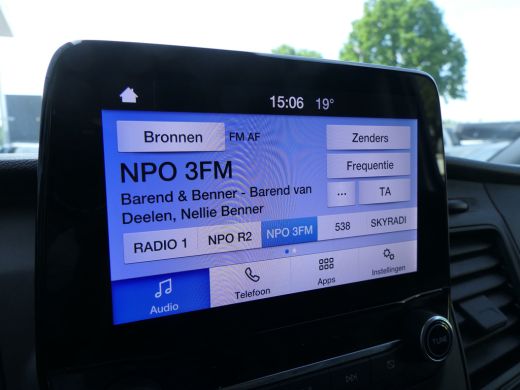 15:06 19°
Bronnen FM AF Zenders
NPO 3FM
Frequentie
Barend & Benner - Barend van
Deelen, Nellie Benner
... TA
RADIO 1 NPO R2 NPO 3FM 538 SKYRADI
Audio Telefoon Apps Instellingen
TUNE